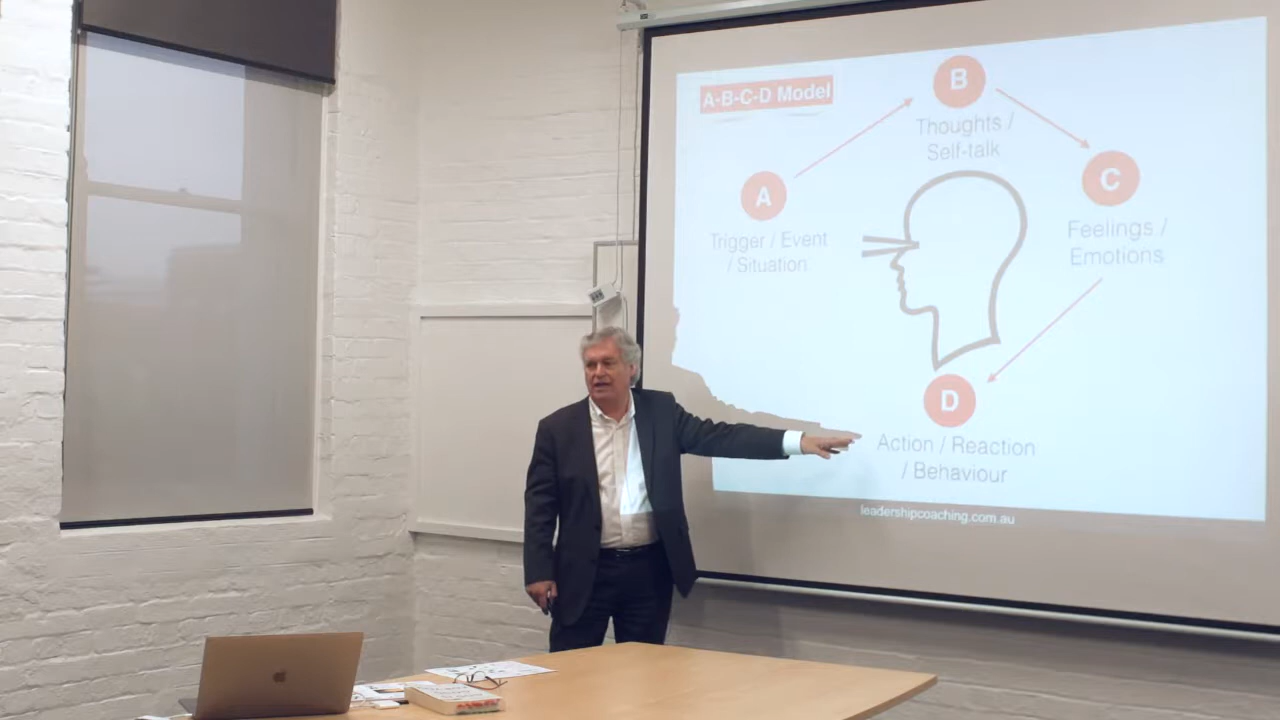 A-B-C-D Model
B
Thoughts /
Self-talk
A
Trigger / Event
/ Situation
C
Feelings /
Emotions
D
Action / Reaction
/ Behaviour
leadershipcoaching.com.au